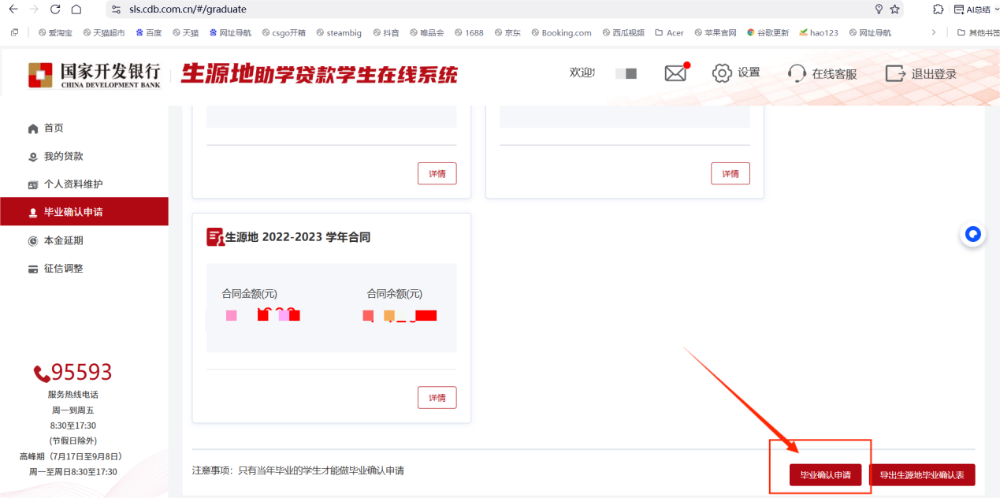 sls.cdb.com.cn/#/graduate
AI总结
爱淘宝 天猫超市 百度 天猫 网址导航 csgo开箱 steambig 抖音 唯品会 1688 京东 Booking.com 西瓜视频 Acer 苹果官网 谷歌更新 hao123 网址导航 其他书签
国家开发银行
CHINA DEVELOPMENT BANK
生源地助学贷款学生在线系统
欢迎!
设置
在线客服
退出登录
首页
我的贷款
个人资料维护
毕业确认申请
本金延期
征信调整
95593
服务热线电话
周一到周五
8:30至17:30
(节假日除外)
高峰期(7月17日至9月8日)
周一至周日8:30至17:30
详情
详情
生源地 2022-2023 学年合同
合同金额(元) 合同余额(元)
详情
注意事项:只有当年毕业的学生才能做毕业确认申请
毕业确认申请
导出生源地毕业确认表